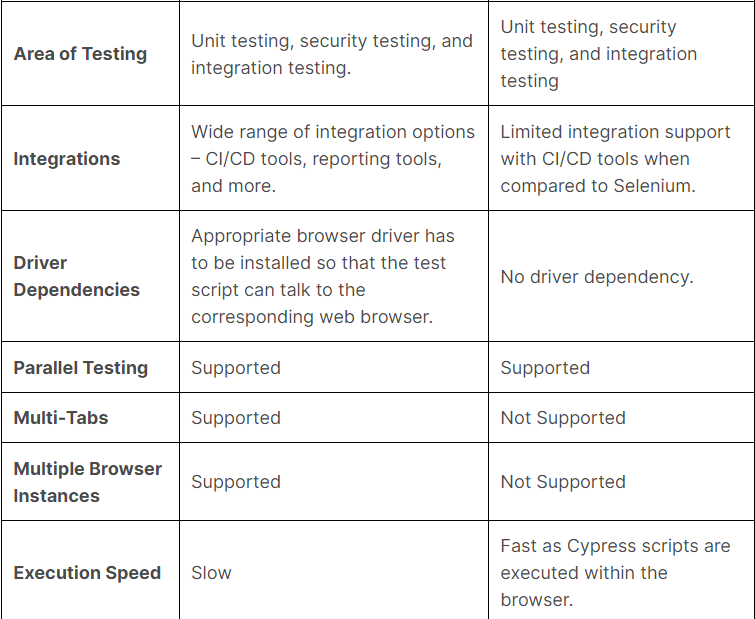 Area of Testing
Unit testing, security testing, and
integration testing.
Unit testing, security
testing, and integration
testing
Integrations
Wide range of integration options
– CI/CD tools, reporting tools,
and more.
Limited integration support
with CI/CD tools when
compared to Selenium.
Driver
Dependencies
Appropriate browser driver has
to be installed so that the test
script can talk to the
corresponding web browser.
No driver dependency.
Parallel Testing
Supported
Supported
Multi-Tabs
Supported
Not Supported
Multiple Browser
Instances
Supported
Not Supported
Execution Speed
Slow
Fast as Cypress scripts are
executed within the
browser.